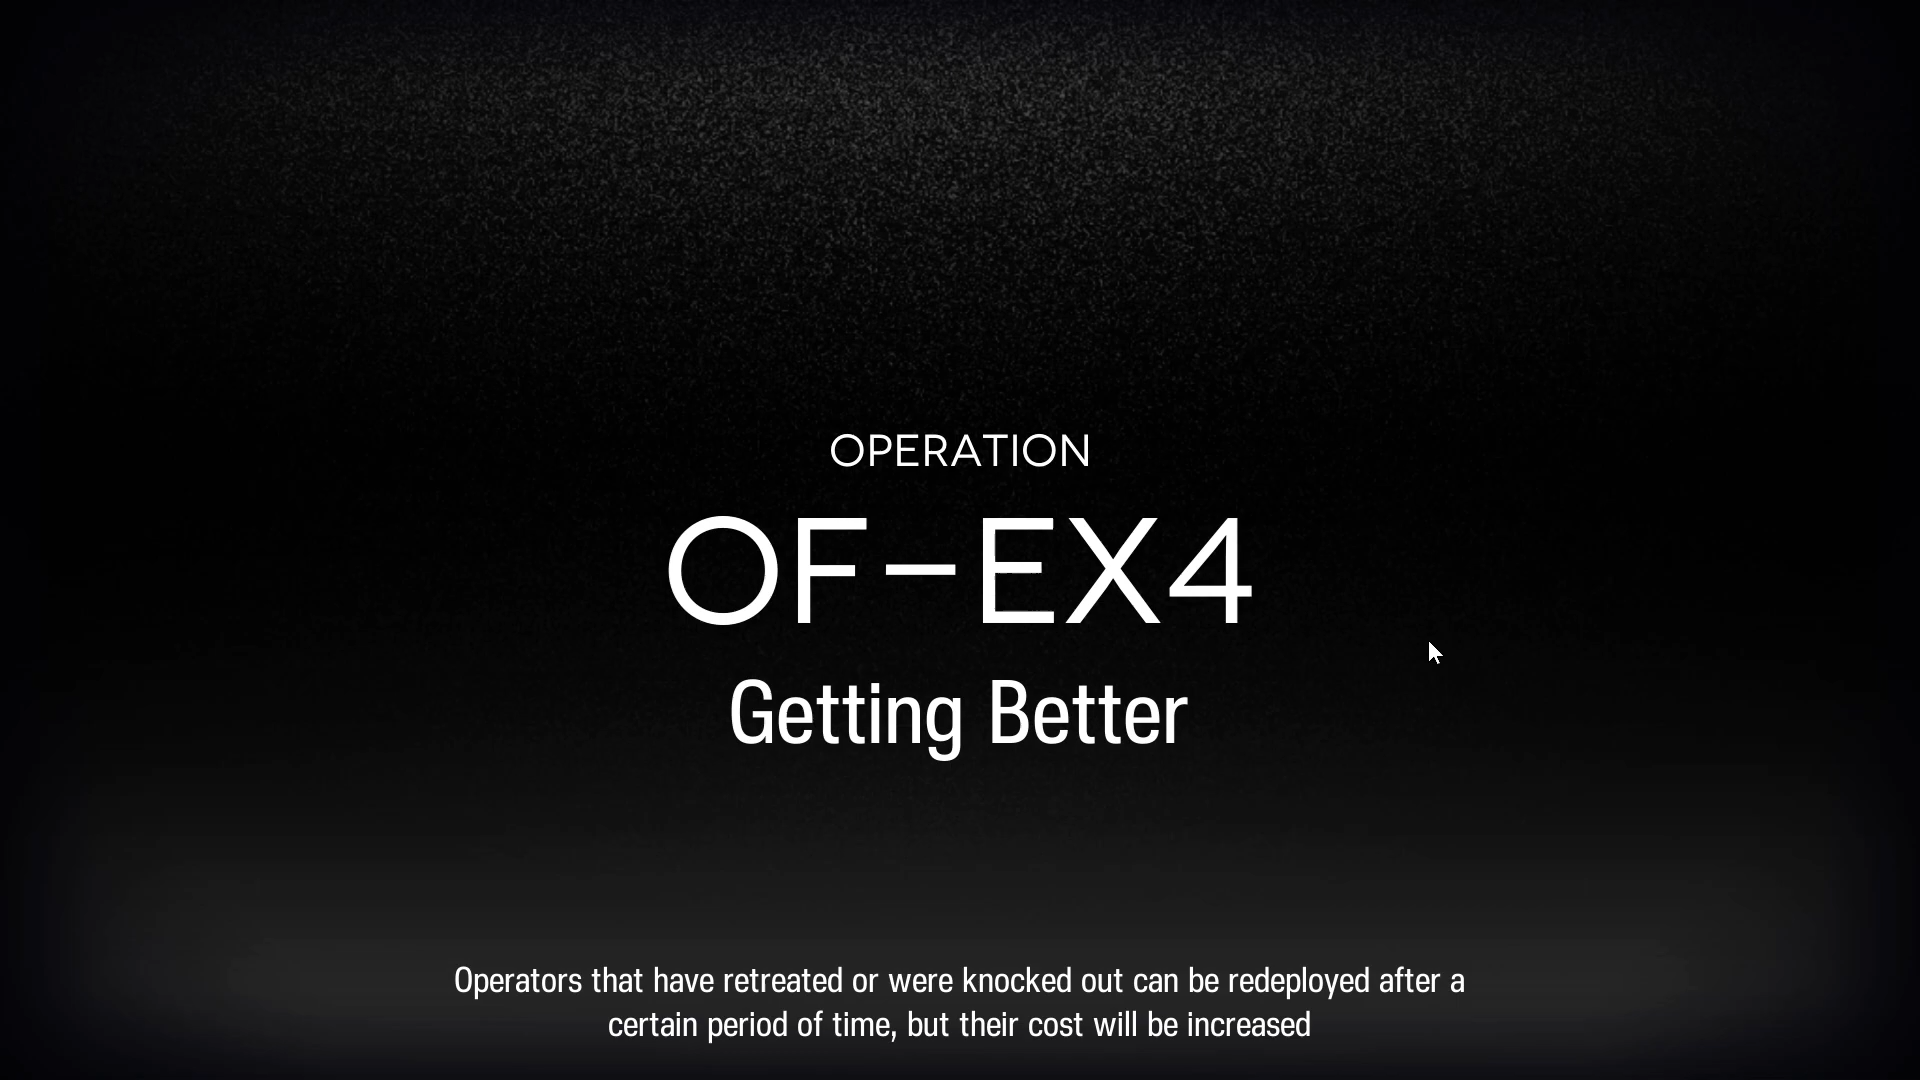 OPERATION
OF-EX4
Getting Better
Operators that have retreated or were knocked out can be redeployed after a
certain period of time, but their cost will be increased